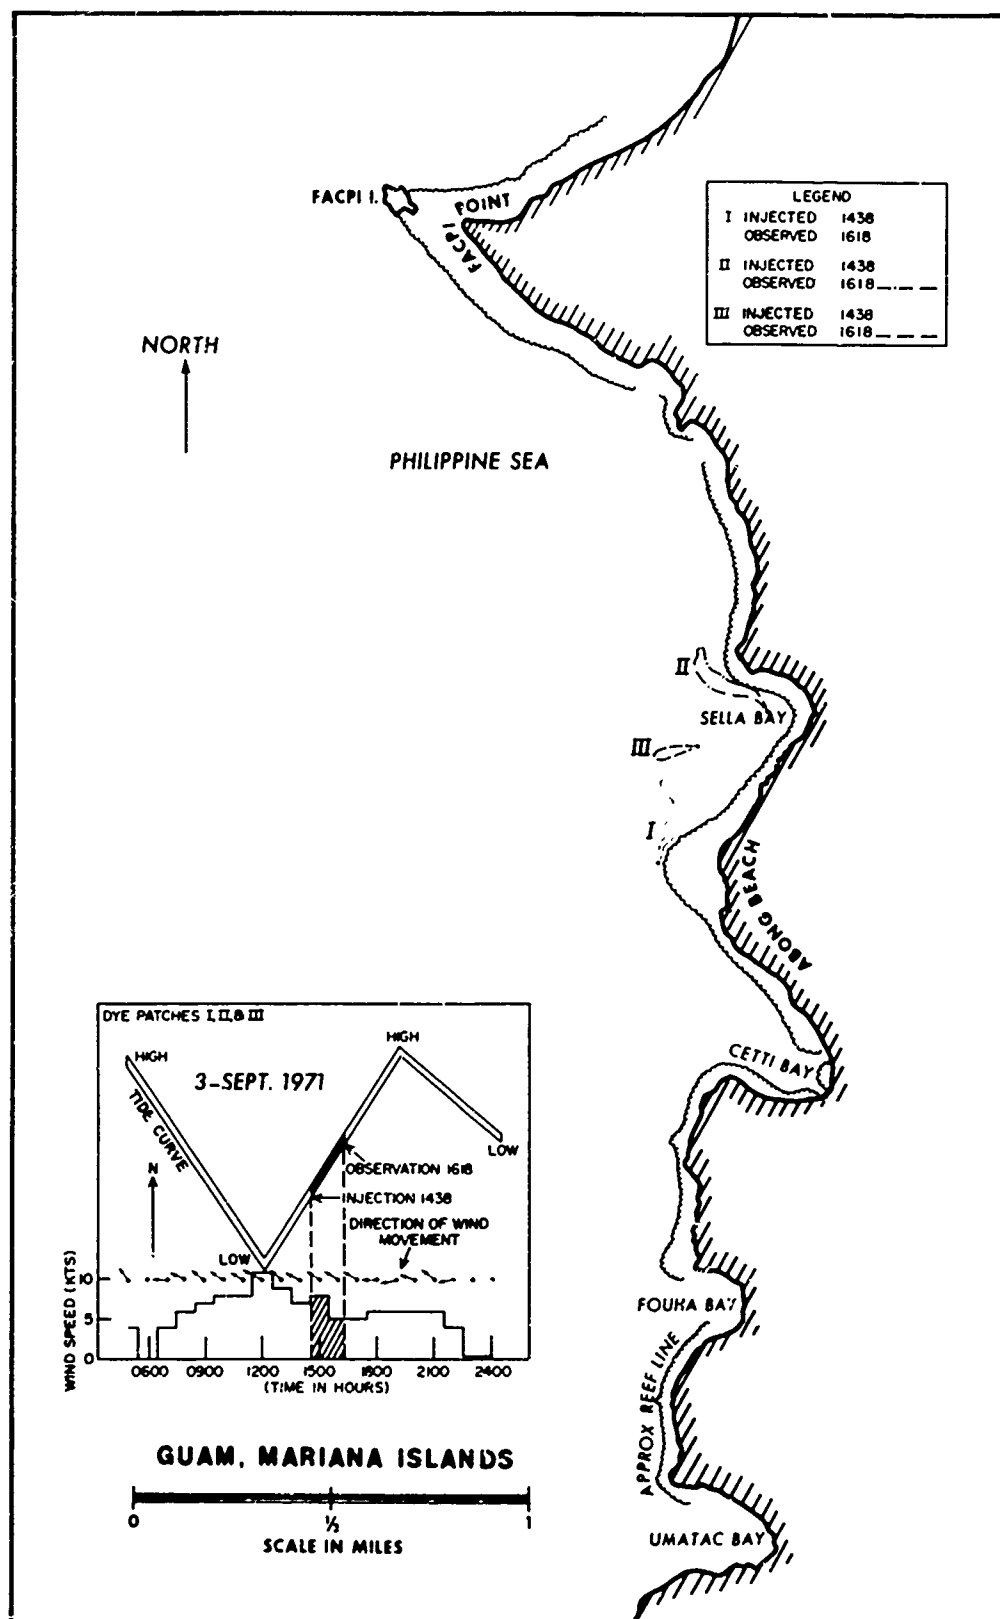 FACPI I.
FACPI POINT
LEGEND
I INJECTED 1438
OBSERVED 1618
II INJECTED 1438
OBSERVED 1618
III INJECTED 1438
OBSERVED 1618
NORTH
PHILIPPINE SEA
II
SELLA BAY
III
I
ABONG BEACH
CETTI BAY
FOUHA BAY
APPROX REEF LINE
UMATAC BAY
DYE PATCHES I, II, & III
HIGH
HIGH
3-SEPT. 1971
TIDE CURVE
LOW
N
OBSERVATION 1618
INJECTION 1438
DIRECTION OF WIND
MOVEMENT
LOW
WIND SPEED (KTS)
10
5
0
0600 0900 1200 1500 1800 2100 2400
(TIME IN HOURS)
GUAM, MARIANA ISLANDS
0 ½ 1
SCALE IN MILES